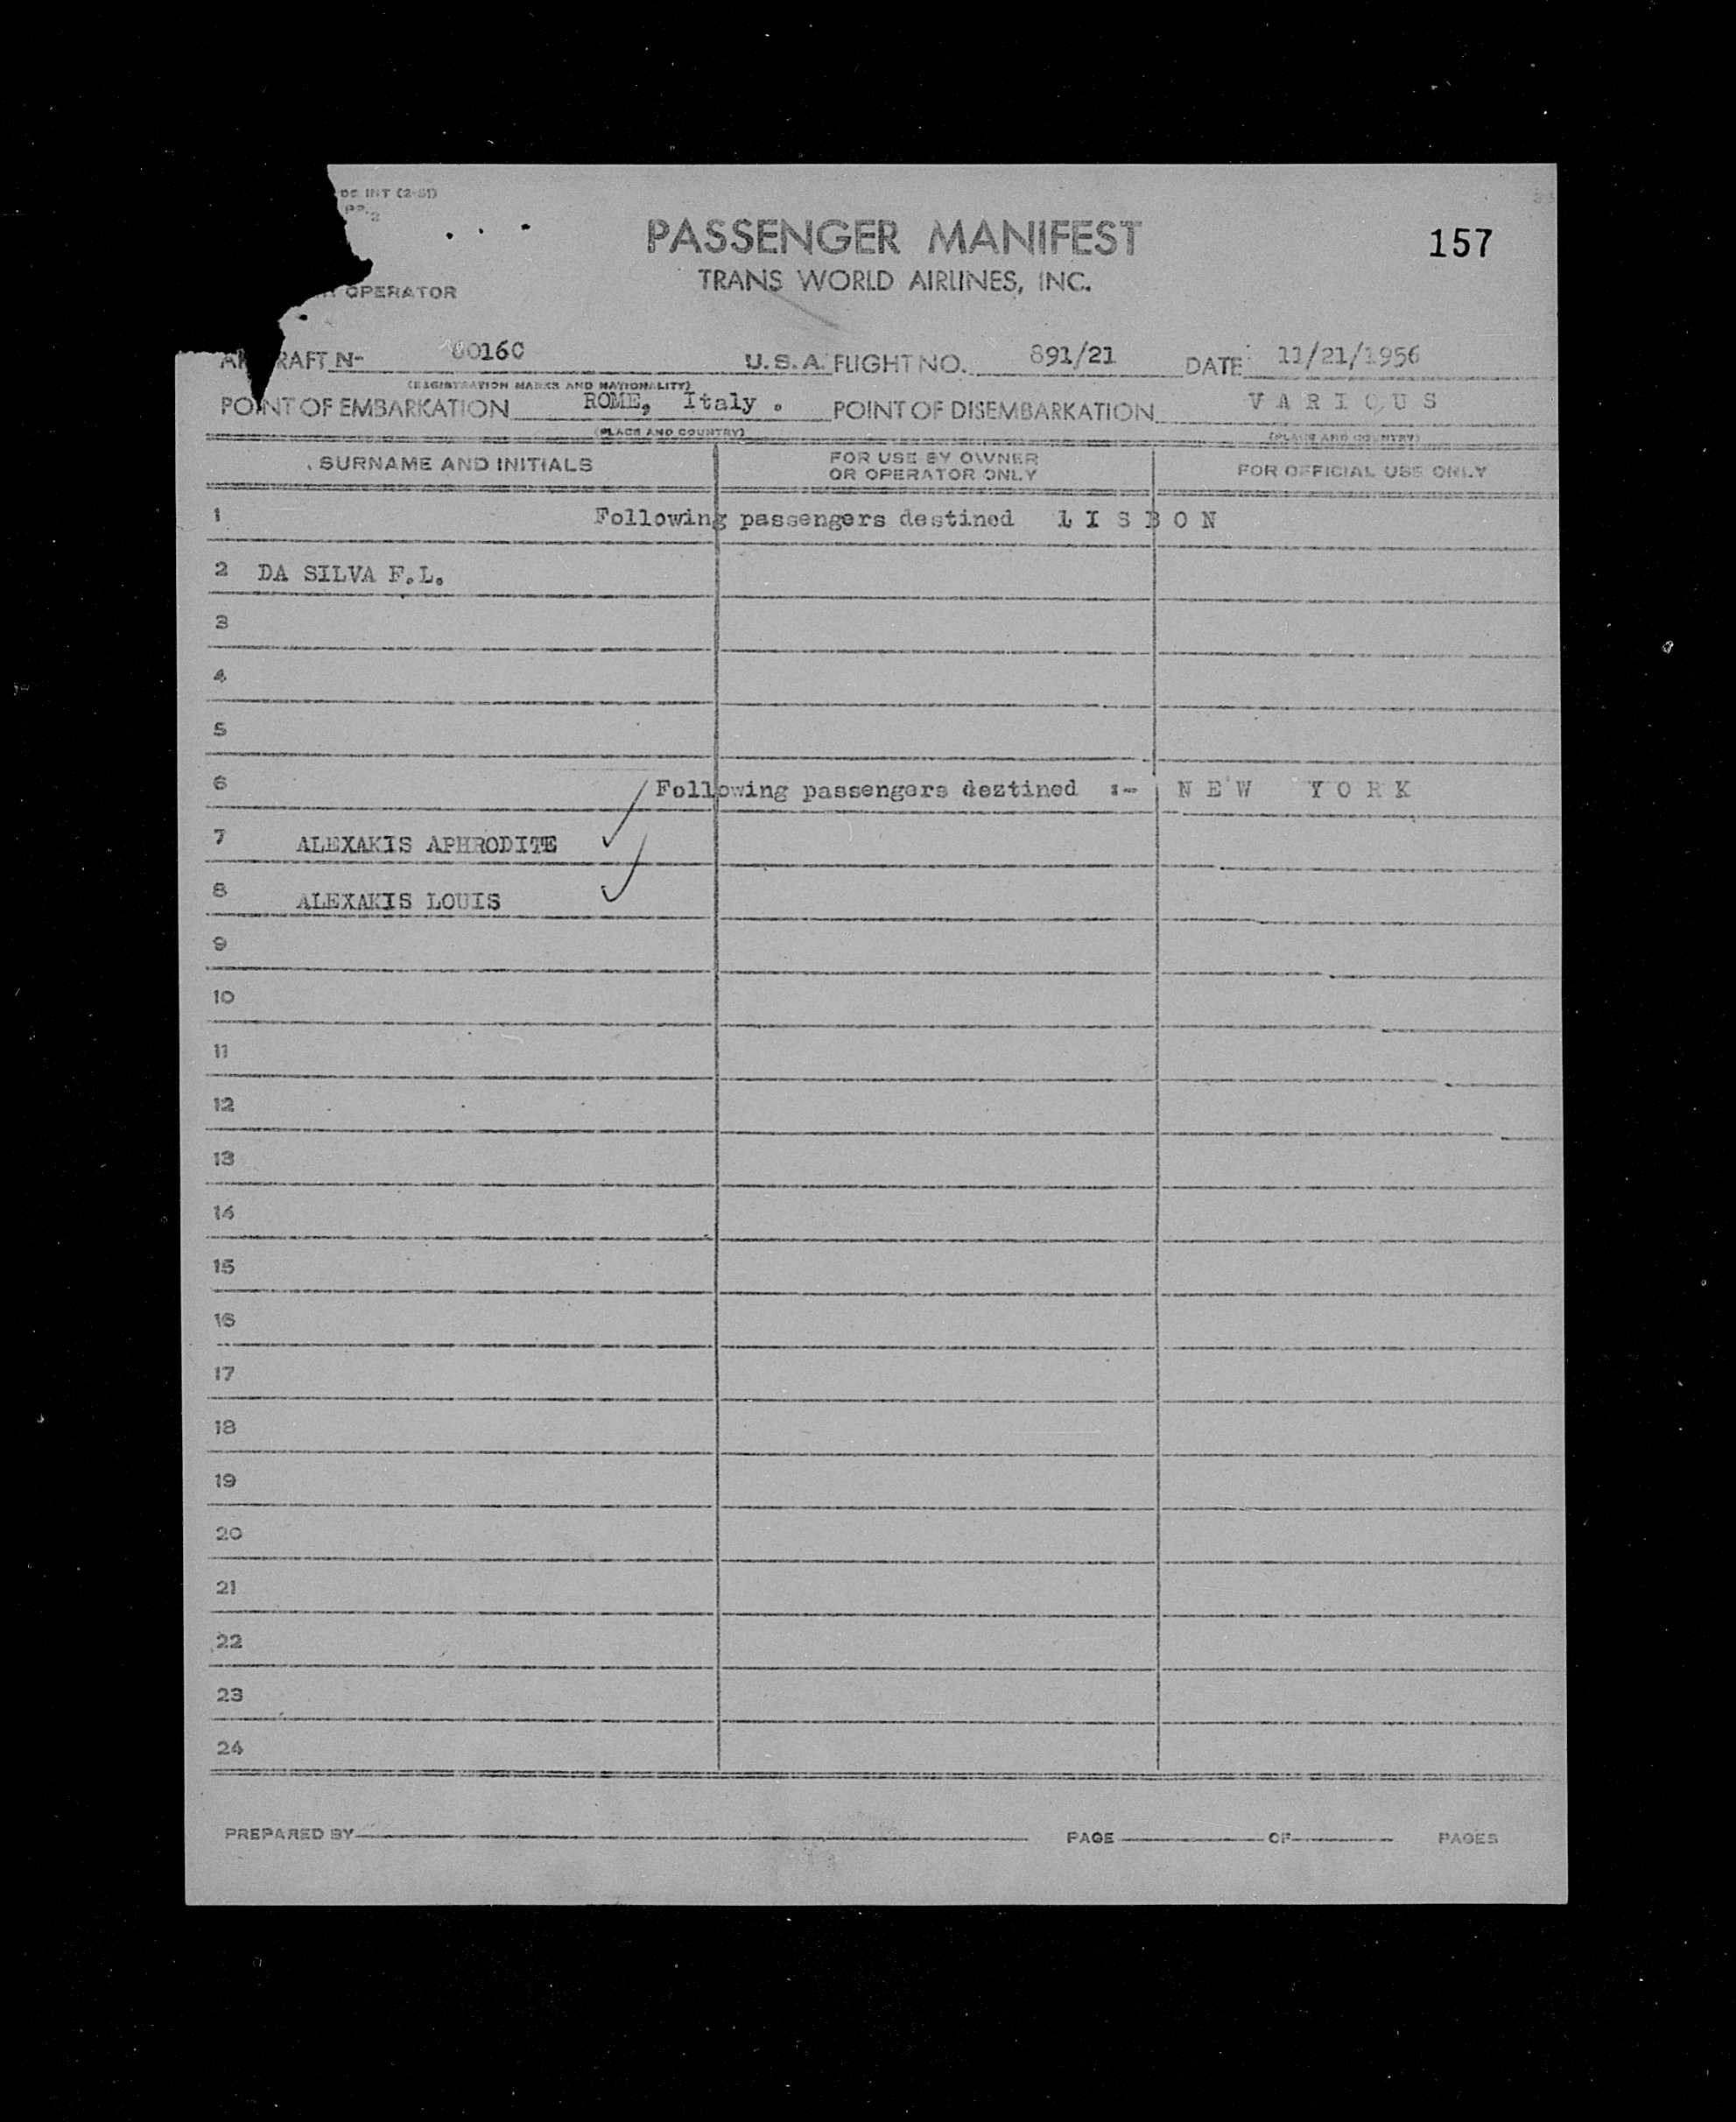 PASSENGER MANIFEST
157
TRANS WORLD AIRLINES, INC.
OPERATOR
N- U.S.A. FLIGHT NO. 891/21 DATE 11/21/1956
(REGISTRATION MARKS AND NATIONALITY)
POINT OF EMBARKATION ROME, Italy . POINT OF DISEMBARKATION V A R I O U S
(PLACE AND COUNTRY) (PLACE AND COUNTRY)
SURNAME AND INITIALS FOR USE BY OWNER OR OPERATOR ONLY FOR OFFICIAL USE ONLY
1 Following passengers destined L I S B O N
2 DA SILVA F.L.
3
4
5
6 Following passengers destined :- N E W Y O R K
7 ALEXAKIS APHRODITE
8 ALEXAKIS LOUIS
9
10
11
12
13
14
15
16
17
18
19
20
21
22
23
24
PREPARED BY PAGE OF PAGES